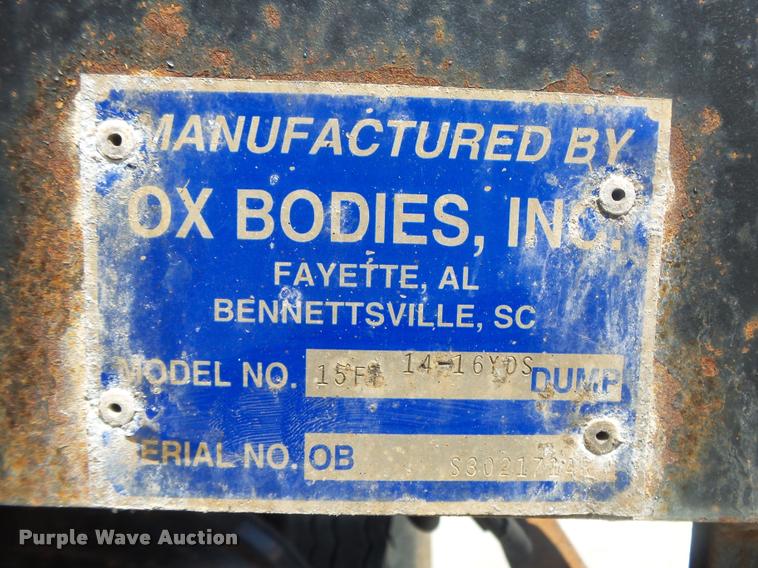 MANUFACTURED BY
OX BODIES, INC.
FAYETTE, AL
BENNETTSVILLE, SC
MODEL NO. 14-16YDS DUMP
SERIAL NO. OB
Purple Wave Auction